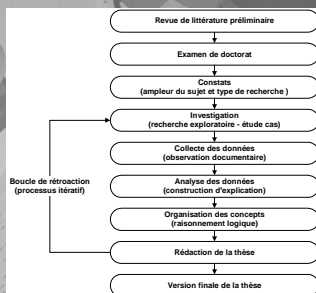 Revue de littérature préliminaire
Examen de doctorat
Constats
(ampleur du sujet et type de recherche )
Investigation
(recherche exploratoire - étude cas)
Collecte des données
(observation documentaire)
Boucle de rétroaction
(processus itératif)
Analyse des données
(construction d'explication)
Organisation des concepts
(raisonnement logique)
Rédaction de la thèse
Version finale de la thèse